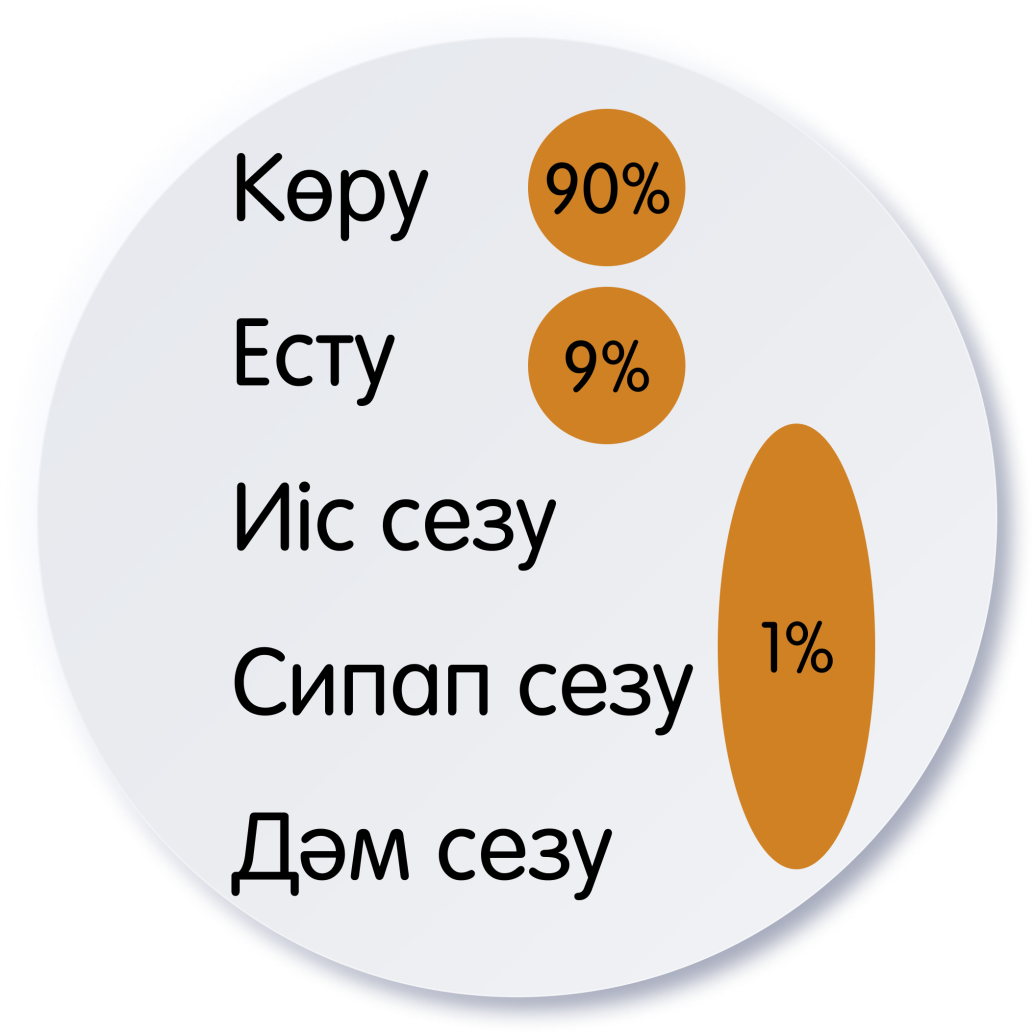 Көру 90%
Есту 9%
Иіс сезу
Сипап сезу 1%
Дәм сезу